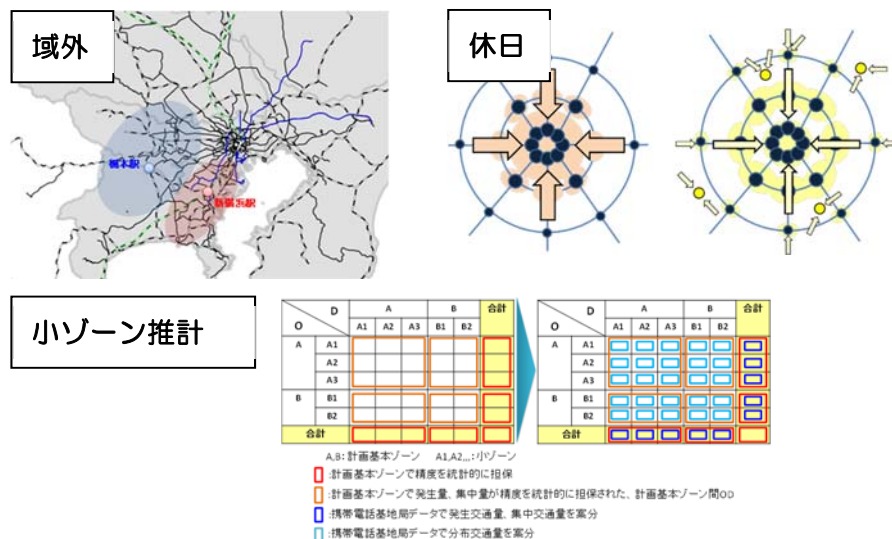 域外
休日
橋本駅
新横浜駅
小ゾーン推計
D A B 合計
O A1 A2 A3 B1 B2
A A1
A2
A3
B B1
B2
合計
D A B 合計
O A1 A2 A3 B1 B2
A A1
A2
A3
B B1
B2
合計
A,B:計画基本ゾーン A1,A2,,,:小ゾーン
:計画基本ゾーンで精度を統計的に担保
:計画基本ゾーンで発生量、集中量が精度を統計的に担保された、計画基本ゾーン間OD
:携帯電話基地局データで発生交通量、集中交通量を案分
:携帯電話基地局データで分布交通量を案分